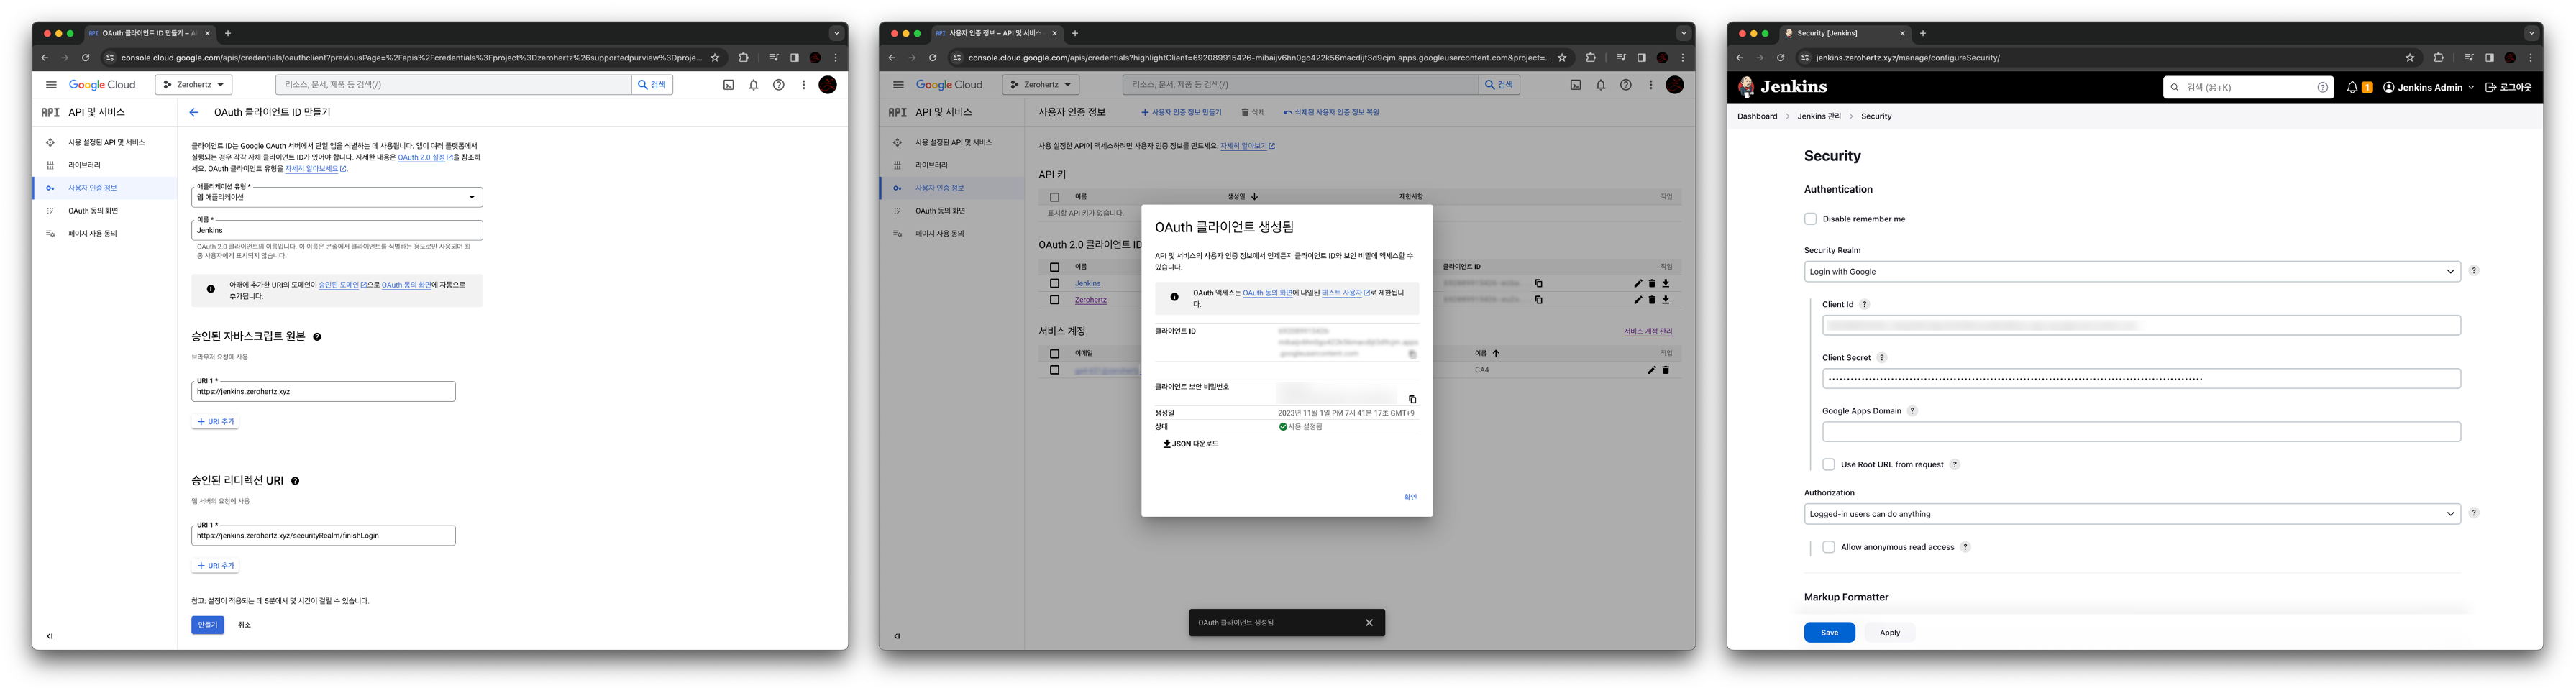 OAuth 클라이언트 ID 만들기 – A
console.cloud.google.com/apis/credentials/oauthclient?previousPage=%2Fapis%2Fcredentials%3Fproject%3Dzerohertz%26supportedpurview%3Dproje...
Google Cloud
Zerohertz
리소스, 문서, 제품 등 검색(/)
검색
API API 및 서비스
OAuth 클라이언트 ID 만들기
사용 설정된 API 및 서비스
라이브러리
사용자 인증 정보
OAuth 동의 화면
페이지 사용 동의
클라이언트 ID는 Google OAuth 서버에서 단일 앱을 식별하는 데 사용됩니다. 앱이 여러 플랫폼에서
실행되는 경우 각각 자체 클라이언트 ID가 있어야 합니다. 자세한 내용은 OAuth 2.0 설정을 참조하
세요. OAuth 클라이언트 유형을 자세히 알아보세요.
애플리케이션 유형 *
웹 애플리케이션
이름 *
Jenkins
OAuth 2.0 클라이언트의 이름입니다. 이 이름은 콘솔에서 클라이언트를 식별하는 용도로만 사용되며 최
종 사용자에게 표시되지 않습니다.
아래에 추가한 URI의 도메인이 승인된 도메인으로 OAuth 동의 화면에 자동으로
추가됩니다.
승인된 자바스크립트 원본
브라우저 요청에 사용
URI 1 *
https://jenkins.zerohertz.xyz
URI 추가
승인된 리디렉션 URI
웹 서버의 요청에 사용
URI 1 *
https://jenkins.zerohertz.xyz/securityRealm/finishLogin
URI 추가
참고: 설정이 적용되는 데 5분에서 몇 시간이 걸릴 수 있습니다.
만들기 취소
사용자 인증 정보 – API 및 서비스
console.cloud.google.com/apis/credentials?highlightClient=692089915426-mibaijv6hn0go422k56macdijt3d9cjm.apps.googleusercontent.com&project=...
Google Cloud
Zerohertz
리소스, 문서, 제품 등 검색(/)
검색
API API 및 서비스
사용자 인증 정보
사용자 인증 정보 만들기
삭제
삭제된 사용자 인증 정보 복원
사용 설정된 API 및 서비스
라이브러리
사용자 인증 정보
OAuth 동의 화면
페이지 사용 동의
사용 설정한 API에 액세스하려면 사용자 인증 정보를 만드세요. 자세히 알아보기
API 키
이름 생성일 제한사항 작업
표시할 API 키가 없습니다.
OAuth 2.0 클라이언트 ID
이름 클라이언트 ID 작업
Jenkins
Zerohertz
서비스 계정
서비스 계정 관리
이메일 이름 작업
GA4
OAuth 클라이언트 생성됨
API 및 서비스의 사용자 인증 정보에서 언제든지 클라이언트 ID와 보안 비밀에 액세스할 수
있습니다.
OAuth 액세스는 OAuth 동의 화면에 나열된 테스트 사용자로 제한됩니
다.
클라이언트 ID
클라이언트 보안 비밀번호
생성일 2023년 11월 1일 PM 7시 41분 17초 GMT+9
상태 사용 설정됨
JSON 다운로드
확인
OAuth 클라이언트 생성됨
Security [Jenkins]
jenkins.zerohertz.xyz/manage/configureSecurity/
Jenkins
검색 (⌘+K)
1
Jenkins Admin
로그아웃
Dashboard Jenkins 관리 Security
Security
Authentication
Disable remember me
Security Realm
Login with Google
Client Id ?
Client Secret ?
Google Apps Domain ?
Use Root URL from request ?
Authorization
Logged-in users can do anything
Allow anonymous read access ?
Markup Formatter
Save Apply